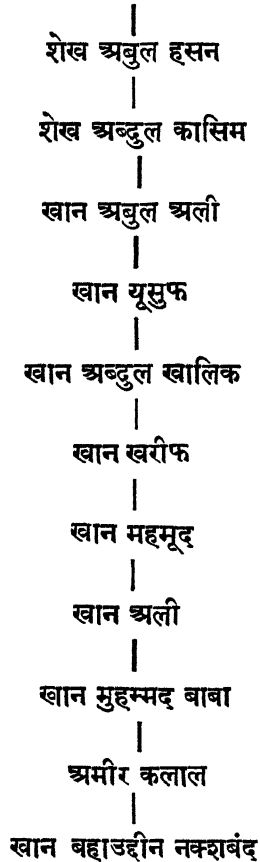 शेख अबुल हसन
शेख अब्दुल कासिम
खान अबुल अली
खान यूसुफ
खान अब्दुल खालिक
खान खरीफ
खान महमूद
खान अली
खान मुहम्मद बाबा
अमीर कलाल
खान बहाउद्दीन नक्शबंद